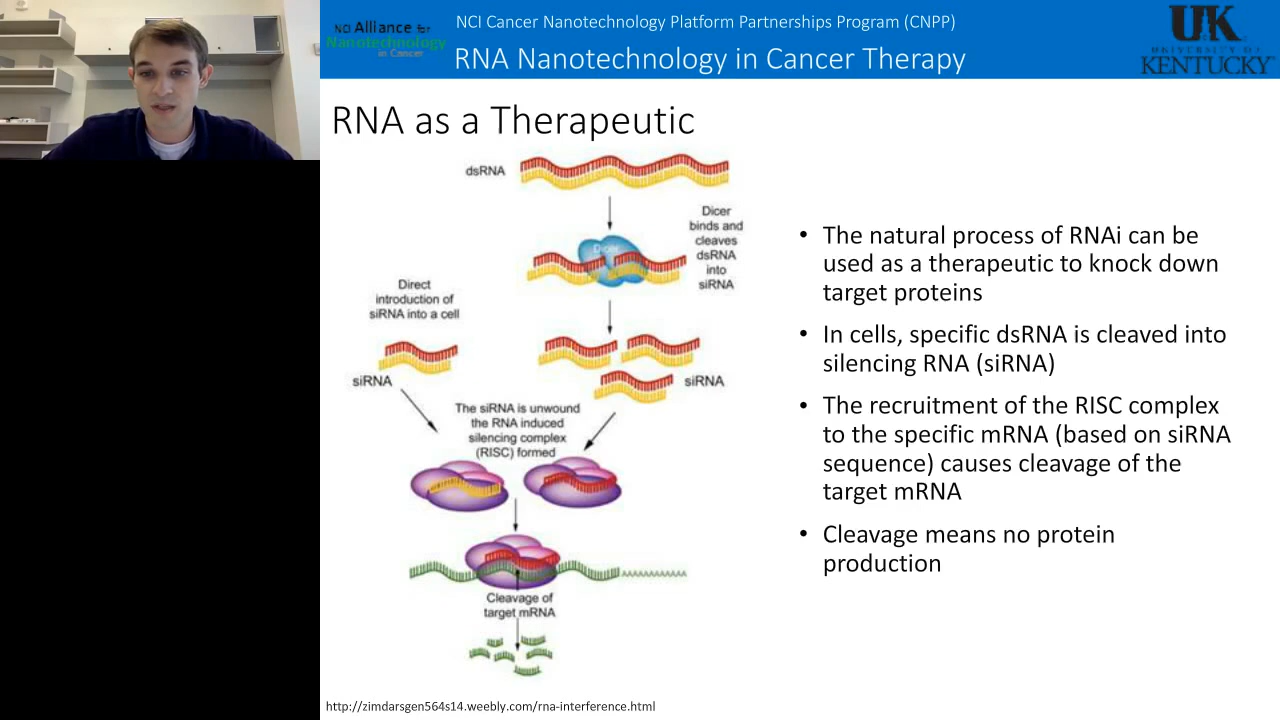 NCI Alliance for
Nanotechnology
in Cancer
NCI Cancer Nanotechnology Platform Partnerships Program (CNPP)
RNA Nanotechnology in Cancer Therapy
UK
UNIVERSITY OF
KENTUCKY
RNA as a Therapeutic
dsRNA
Dicer
binds and
cleaves
dsRNA
into
siRNA
Dicer
Direct
introduction of
siRNA into a cell
siRNA
siRNA
The siRNA is unwound
the RNA induced
silencing complex
(RISC) formed
Cleavage of
target mRNA
AAAAAAAAAAA
• The natural process of RNAi can be
used as a therapeutic to knock down
target proteins
• In cells, specific dsRNA is cleaved into
silencing RNA (siRNA)
• The recruitment of the RISC complex
to the specific mRNA (based on siRNA
sequence) causes cleavage of the
target mRNA
• Cleavage means no protein
production
http://zimdarsgen564s14.weebly.com/rna-interference.html